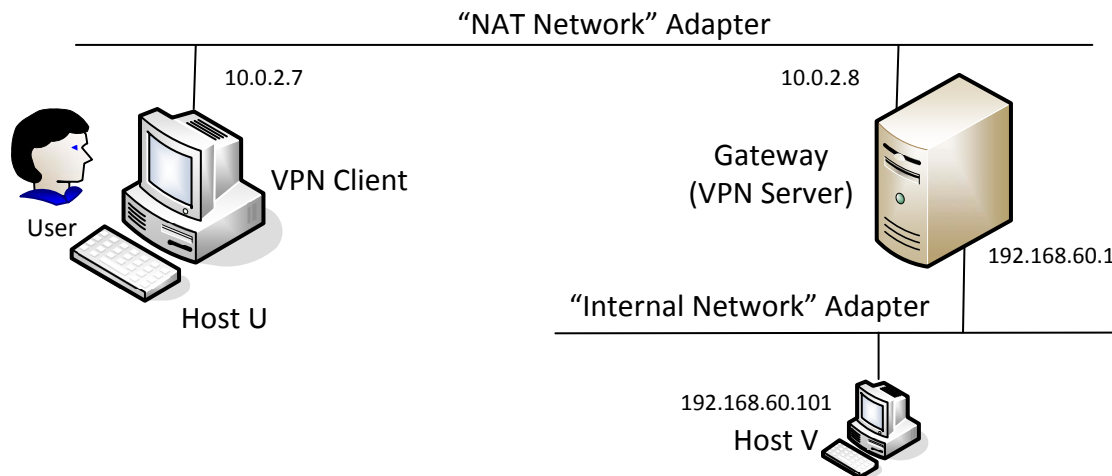 “NAT Network” Adapter
10.0.2.7
10.0.2.8
VPN Client
Gateway
(VPN Server)
User
192.168.60.1
Host U
“Internal Network” Adapter
192.168.60.101
Host V